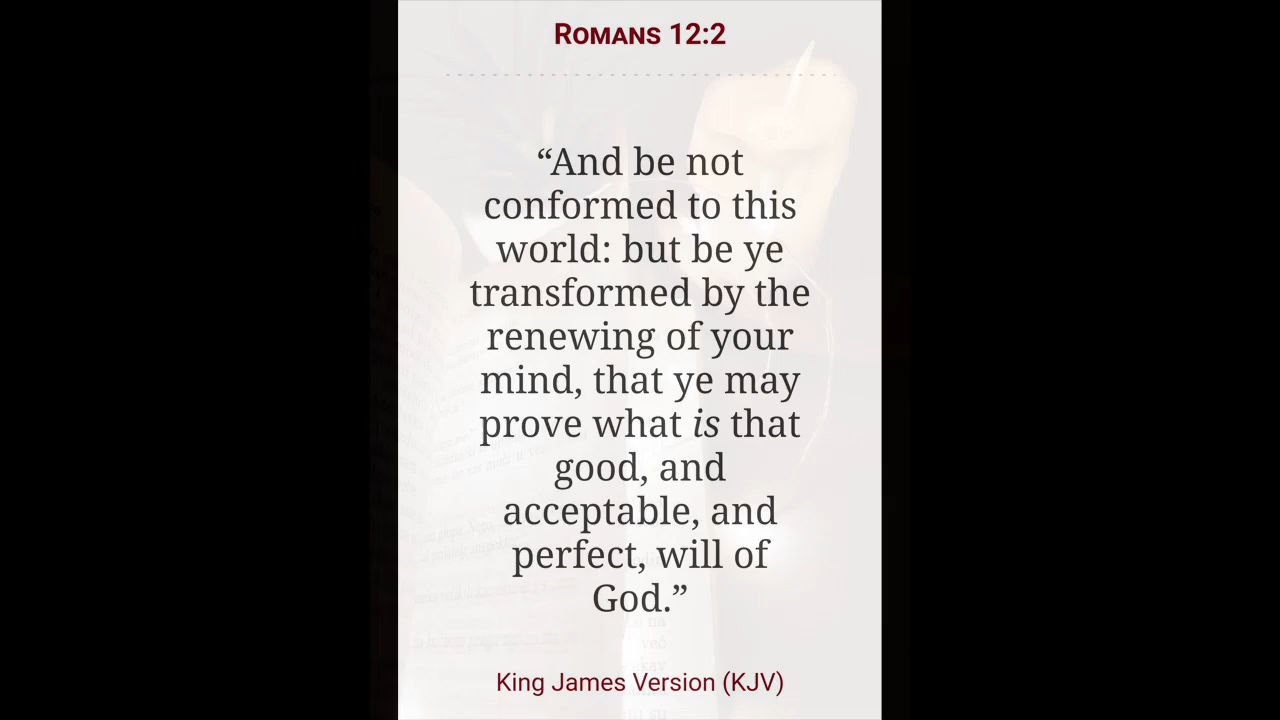 Romans 12:2
“And be not
conformed to this
world: but be ye
transformed by the
renewing of your
mind, that ye may
prove what is that
good, and
acceptable, and
perfect, will of
God.”
King James Version (KJV)